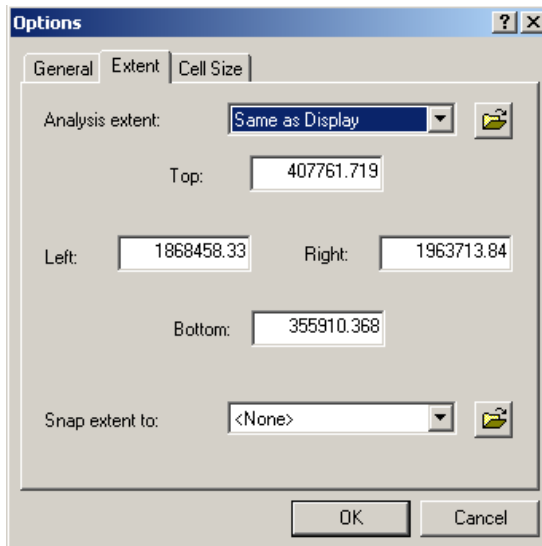 Options
General Extent Cell Size
Analysis extent: Same as Display
Top: 407761.719
Left: 1868458.33 Right: 1963713.84
Bottom: 355910.368
Snap extent to: <None>
OK Cancel